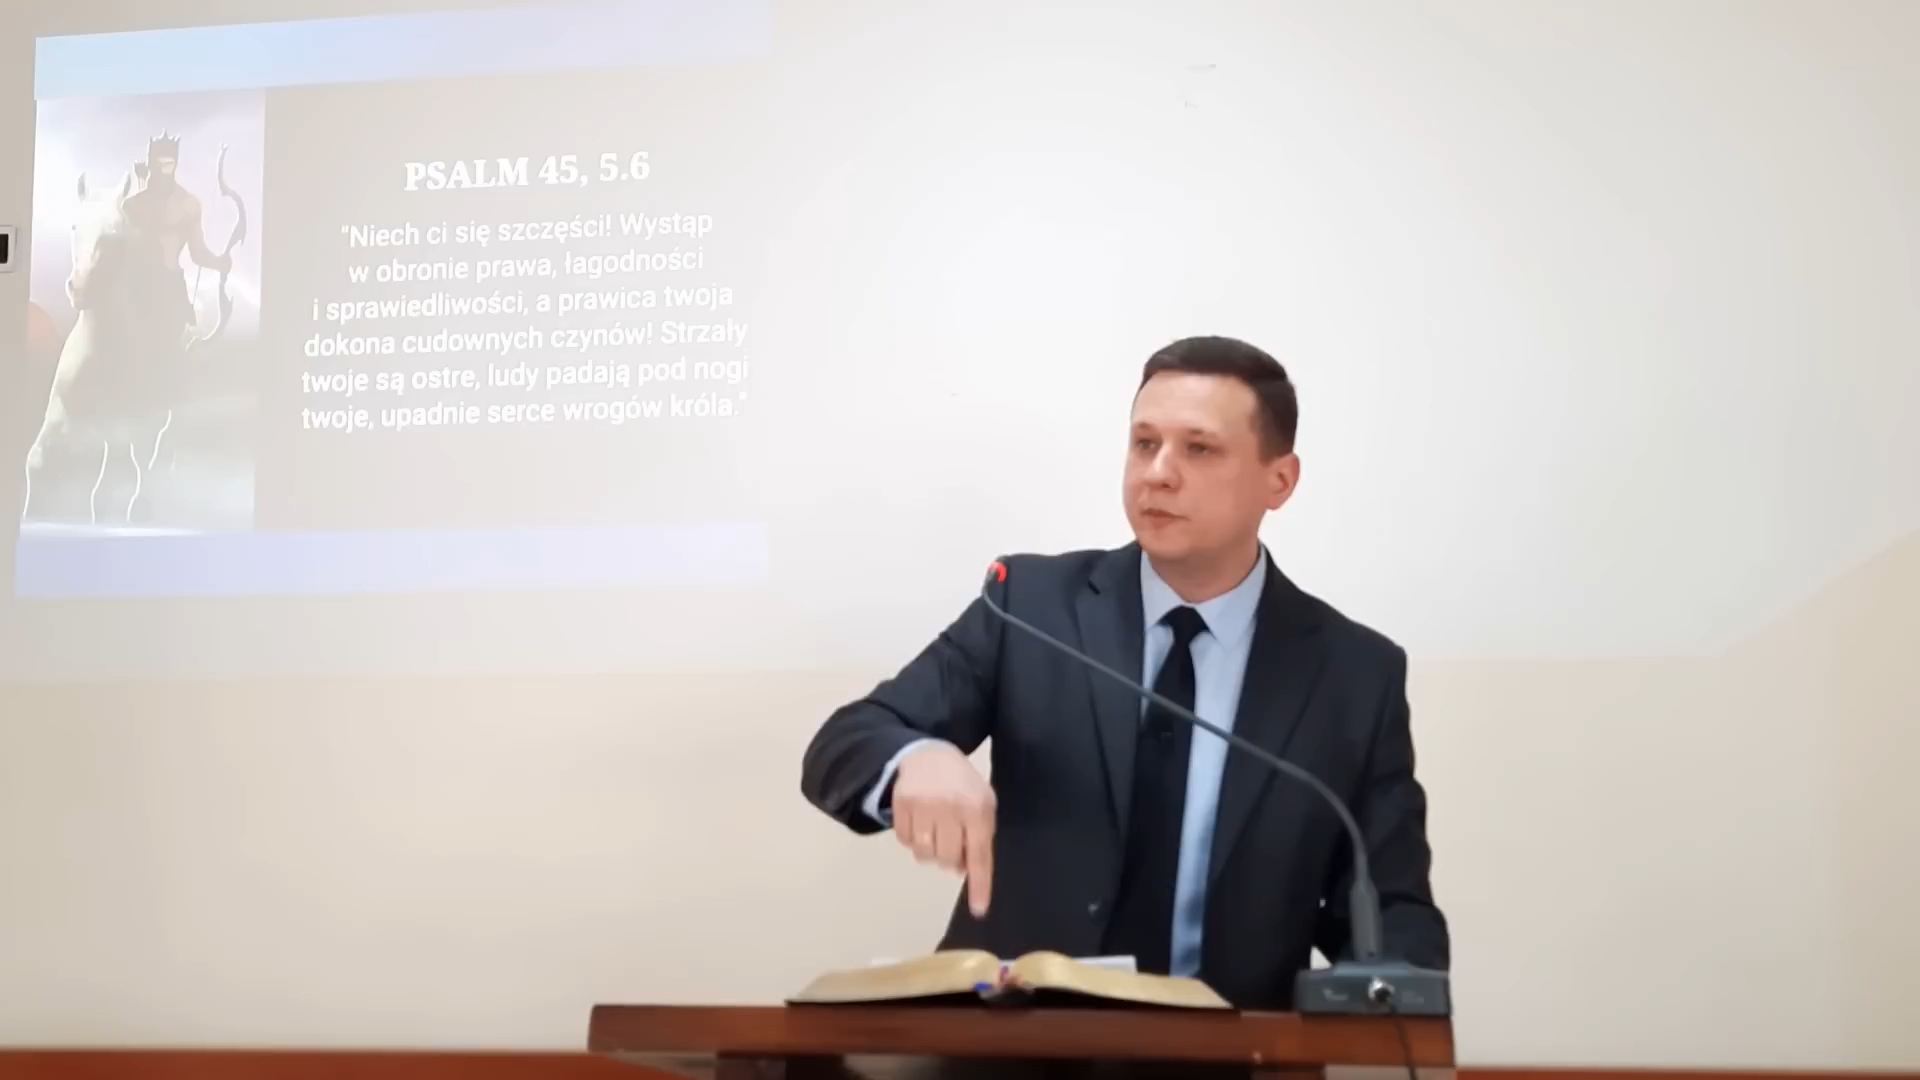 PSALM 45, 5.6
"Niech ci się szczęści! Wystąp
w obronie prawa, łagodności
i sprawiedliwości, a prawica twoja
dokona cudownych czynów! Strzały
twoje są ostre, ludy padają pod nogi
twoje, upadnie serce wrogów króla."